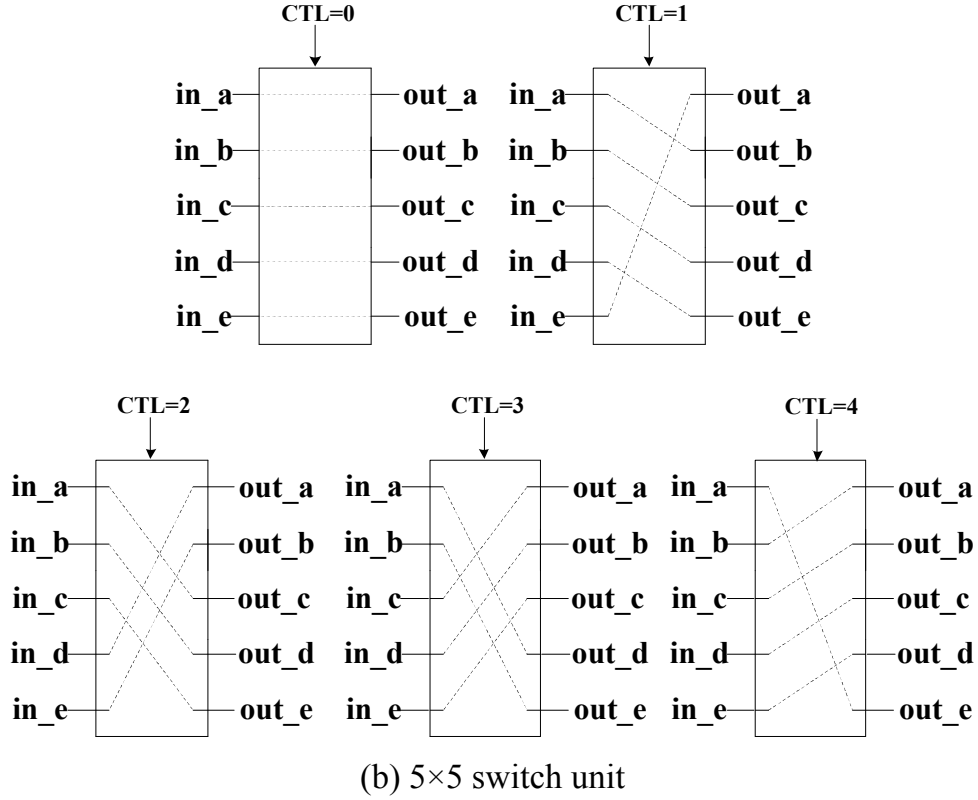 CTL=0 CTL=1
in_a out_a in_a out_a
in_b out_b in_b out_b
in_c out_c in_c out_c
in_d out_d in_d out_d
in_e out_e in_e out_e
CTL=2 CTL=3 CTL=4
in_a out_a in_a out_a in_a out_a
in_b out_b in_b out_b in_b out_b
in_c out_c in_c out_c in_c out_c
in_d out_d in_d out_d in_d out_d
in_e out_e in_e out_e in_e out_e
(b) 5×5 switch unit